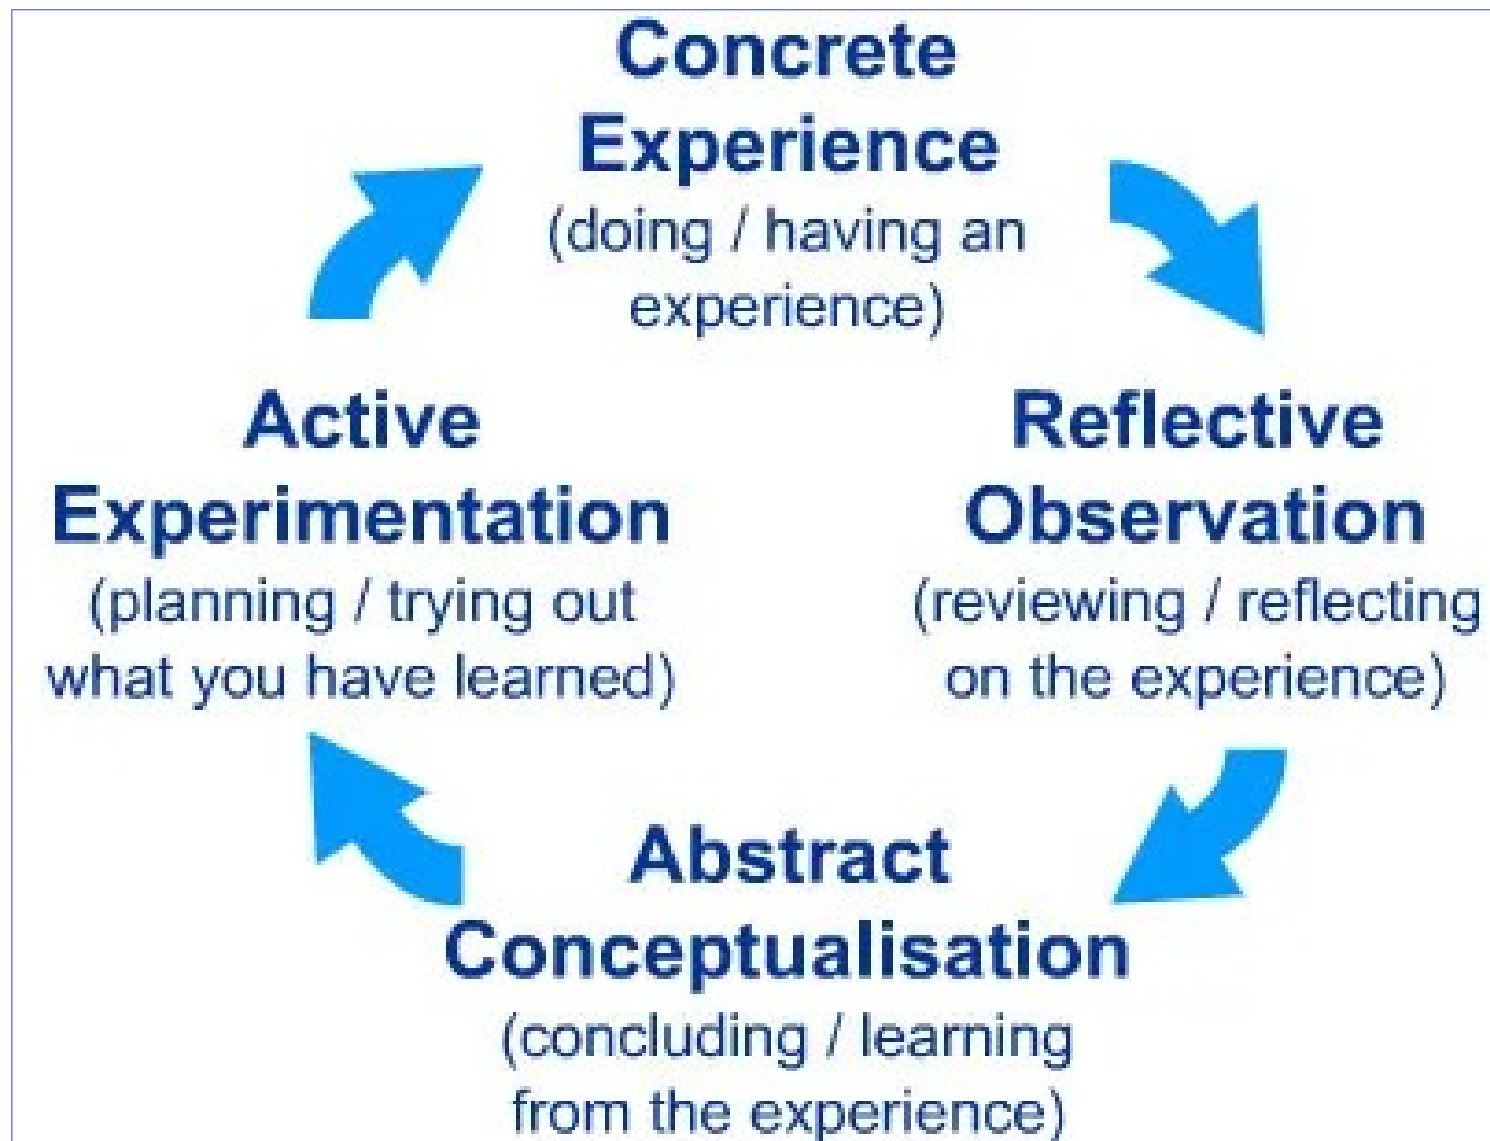 Concrete
Experience
(doing / having an
experience)
Active
Experimentation
(planning / trying out
what you have learned)
Reflective
Observation
(reviewing / reflecting
on the experience)
Abstract
Conceptualisation
(concluding / learning
from the experience)